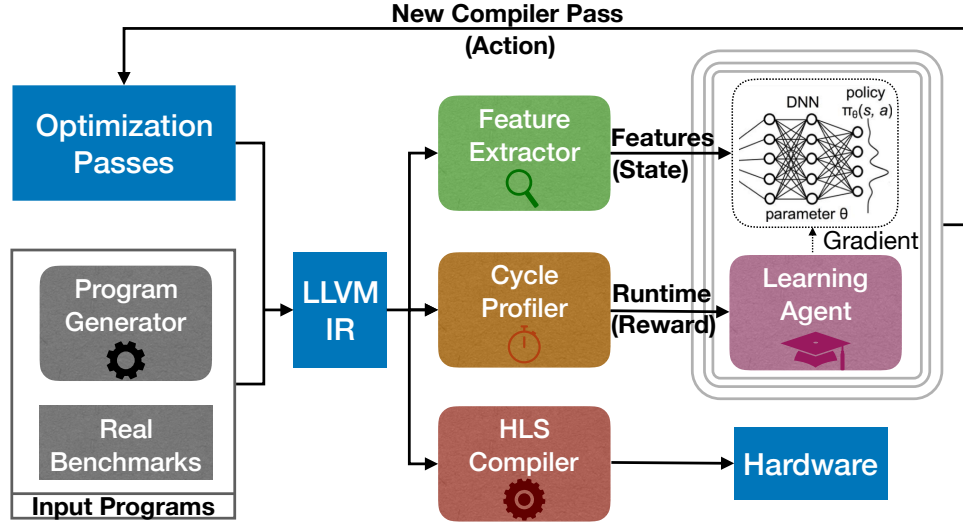 New Compiler Pass
(Action)
Optimization
Passes
Program
Generator
Real
Benchmarks
Input Programs
LLVM
IR
Feature
Extractor
Features
(State)
Cycle
Profiler
Runtime
(Reward)
HLS
Compiler
Hardware
DNN
policy
πθ(s, a)
parameter θ
Gradient
Learning
Agent